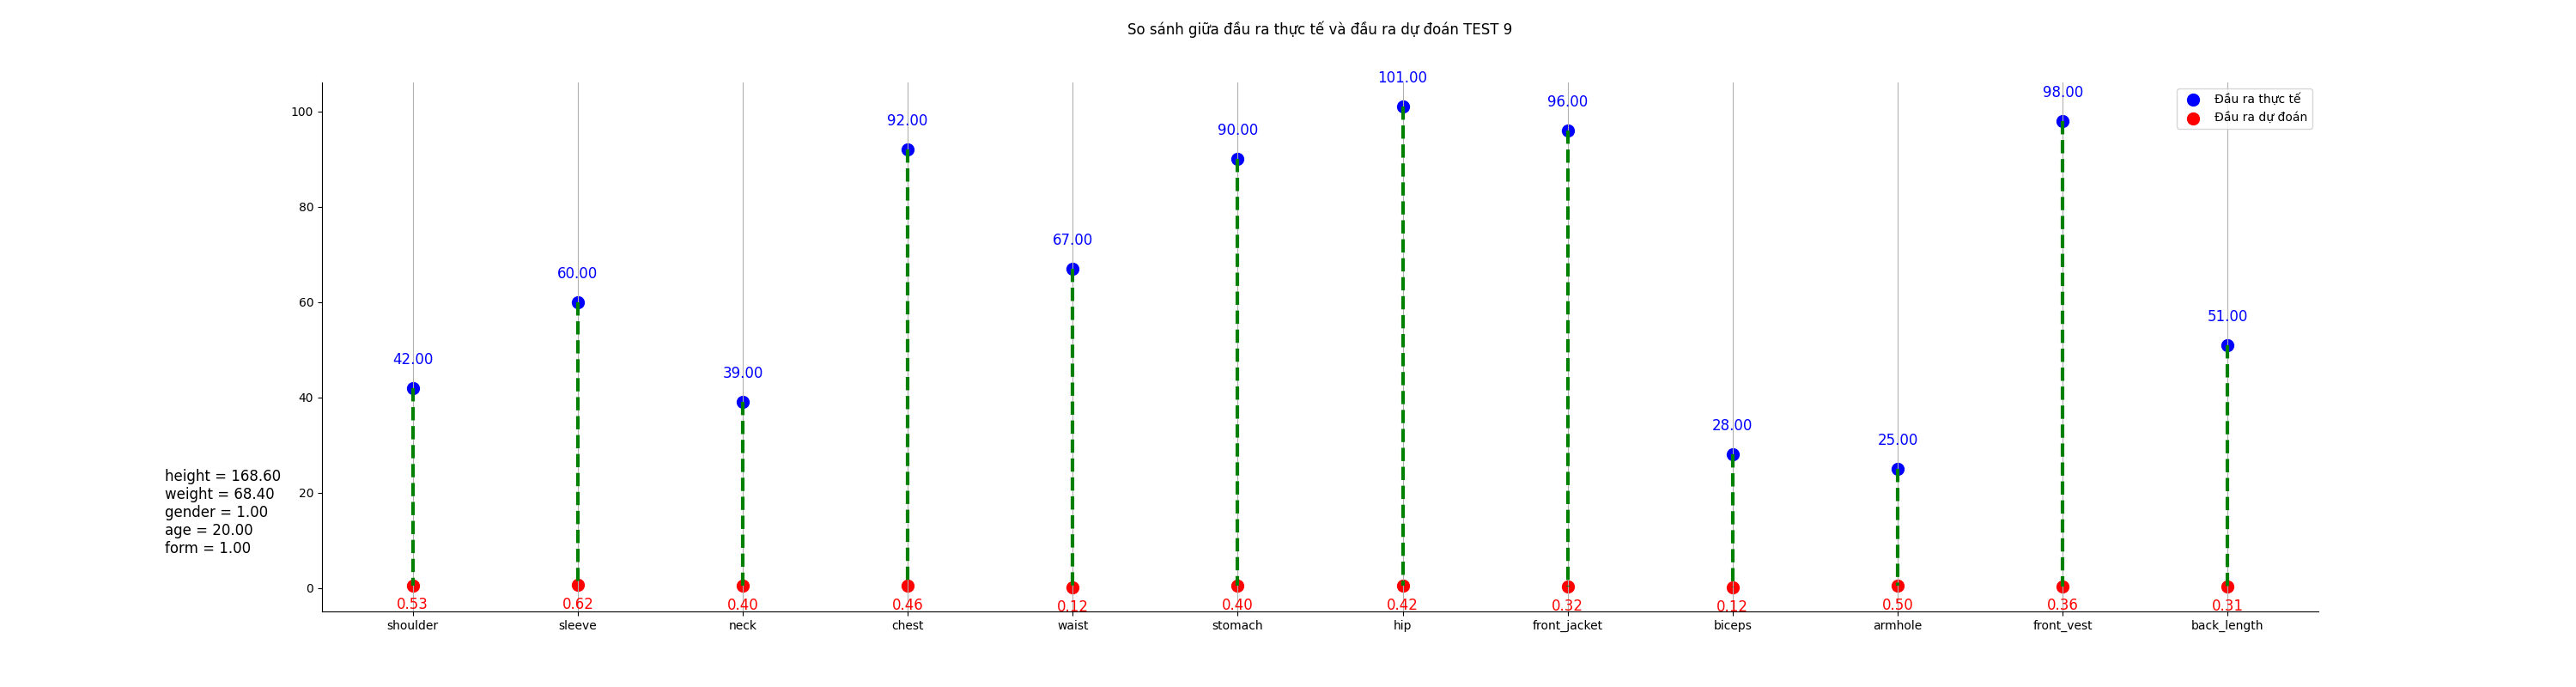 So sánh giữa đầu ra thực tế và đầu ra dự đoán TEST 9
Đầu ra thực tế
Đầu ra dự đoán
100
80
60
40
20
0
42.00
60.00
39.00
92.00
67.00
90.00
101.00
96.00
28.00
25.00
98.00
51.00
height = 168.60
weight = 68.40
gender = 1.00
age = 20.00
form = 1.00
0.53
0.62
0.40
0.46
0.12
0.40
0.42
0.32
0.12
0.50
0.36
0.31
shoulder
sleeve
neck
chest
waist
stomach
hip
front_jacket
biceps
armhole
front_vest
back_length